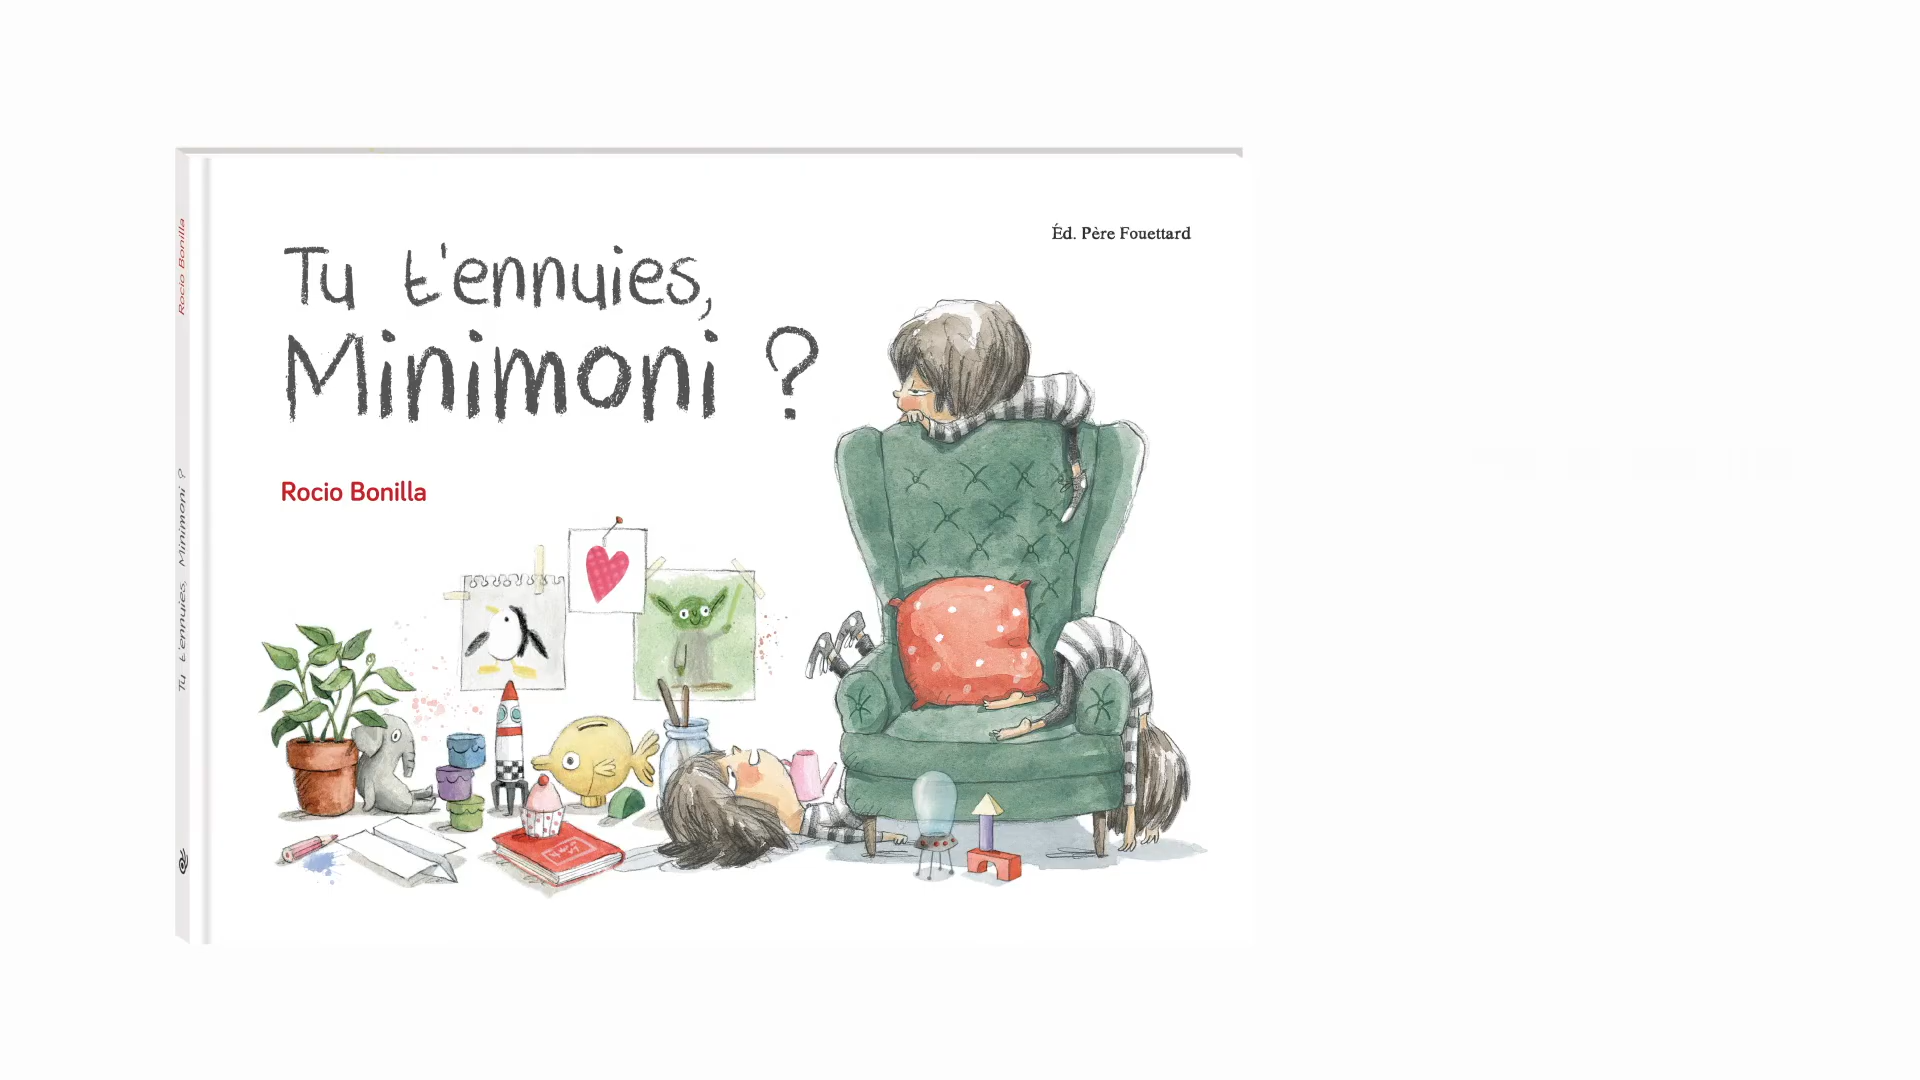 Éd. Père Fouettard
Tu t'ennuies,
Minimoni ?
Rocio Bonilla
Rocio Bonilla
Tu t'ennuies, Minimoni ?